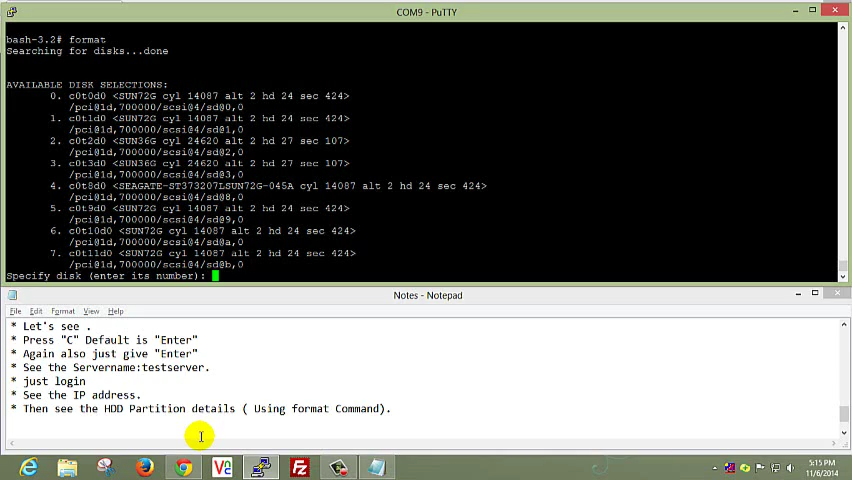 COM9 - PuTTY
bash-3.2# format
Searching for disks...done
AVAILABLE DISK SELECTIONS:
0. c0t0d0 <SUN72G cyl 14087 alt 2 hd 24 sec 424>
/pci@1d,700000/scsi@4/sd@0,0
1. c0t1d0 <SUN72G cyl 14087 alt 2 hd 24 sec 424>
/pci@1d,700000/scsi@4/sd@1,0
2. c0t2d0 <SUN36G cyl 24620 alt 2 hd 27 sec 107>
/pci@1d,700000/scsi@4/sd@2,0
3. c0t3d0 <SUN36G cyl 24620 alt 2 hd 27 sec 107>
/pci@1d,700000/scsi@4/sd@3,0
4. c0t8d0 <SEAGATE-ST373207LSUN72G-045A cyl 14087 alt 2 hd 24 sec 424>
/pci@1d,700000/scsi@4/sd@8,0
5. c0t9d0 <SUN72G cyl 14087 alt 2 hd 24 sec 424>
/pci@1d,700000/scsi@4/sd@9,0
6. c0t10d0 <SUN72G cyl 14087 alt 2 hd 24 sec 424>
/pci@1d,700000/scsi@4/sd@a,0
7. c0t11d0 <SUN72G cyl 14087 alt 2 hd 24 sec 424>
/pci@1d,700000/scsi@4/sd@b,0
Specify disk (enter its number):
Notes - Notepad
File Edit Format View Help
* Let's see .
* Press "C" Default is "Enter"
* Again also just give "Enter"
* See the Servername:testserver.
* just login
* See the IP address.
* Then see the HDD Partition details ( Using format Command).
5:15 PM
11/6/2014